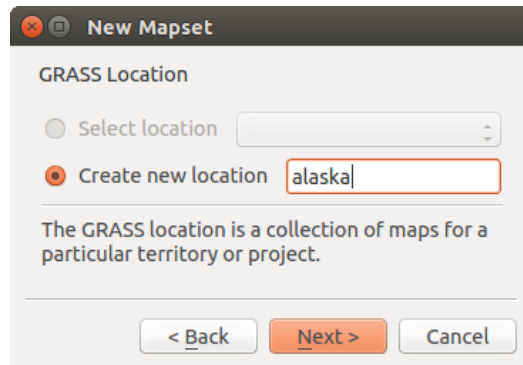 New Mapset
GRASS Location
Select location
Create new location alaska
The GRASS location is a collection of maps for a
particular territory or project.
< Back Next > Cancel